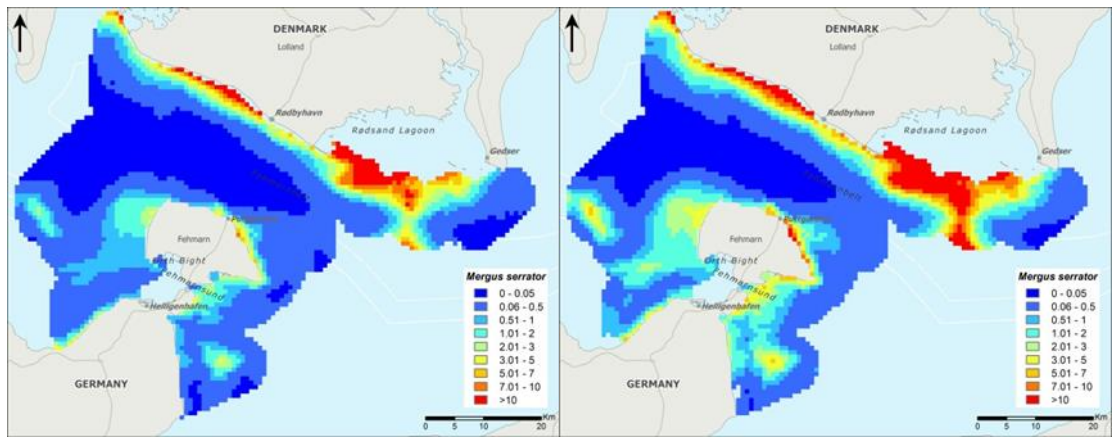 DENMARK
Lolland
Rødbyhavn
Rødsand Lagoon
Gedser
Fehmarnbelt
Puttgarden
Fehmarn
Orth Bight
Fehmarnsund
Heiligenhafen
GERMANY
Mergus serrator
0 - 0.05
0.06 - 0.5
0.51 - 1
1.01 - 2
2.01 - 3
3.01 - 5
5.01 - 7
7.01 - 10
>10
Km
0 5 10 20
DENMARK
Lolland
Rødbyhavn
Rødsand Lagoon
Gedser
Fehmarnbelt
Puttgarden
Fehmarn
Orth Bight
Fehmarnsund
Heiligenhafen
GERMANY
Mergus serrator
0 - 0.05
0.06 - 0.5
0.51 - 1
1.01 - 2
2.01 - 3
3.01 - 5
5.01 - 7
7.01 - 10
>10
Km
0 5 10 20